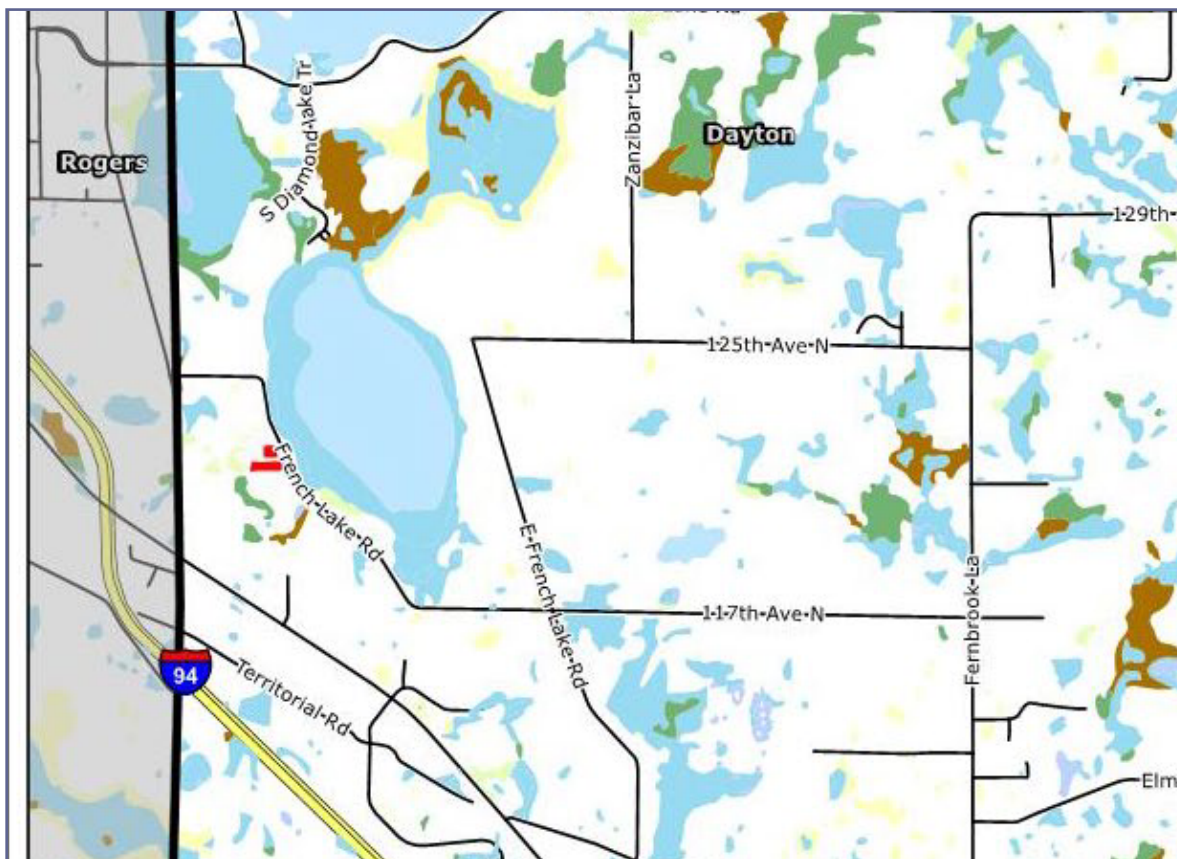 S Diamond Lake Tr
Zanzibar La
Dayton
Rogers
129th
125th Ave N
French Lake Rd
E French Lake Rd
117th Ave N
Fernbrook La
94
Territorial Rd
Elm